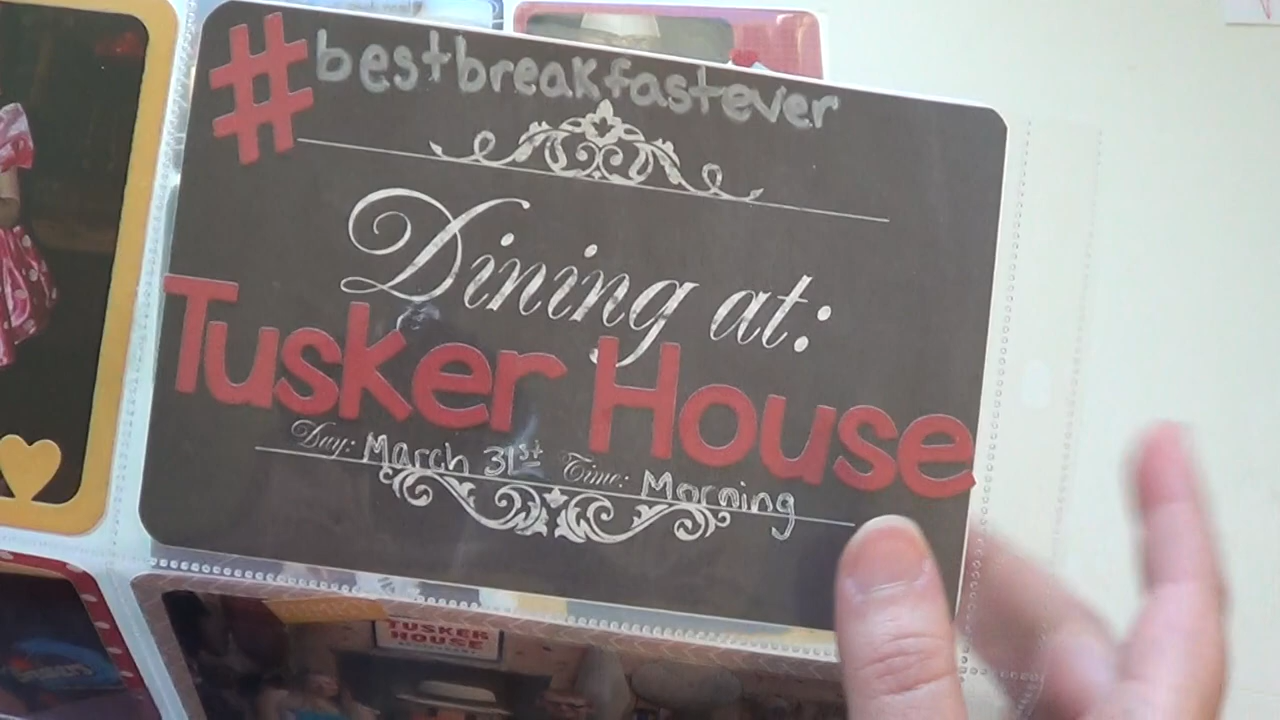 #bestbreakfastever
Dining at:
Tusker House
Day: March 31st Time: Morning
TUSKER
HOUSE